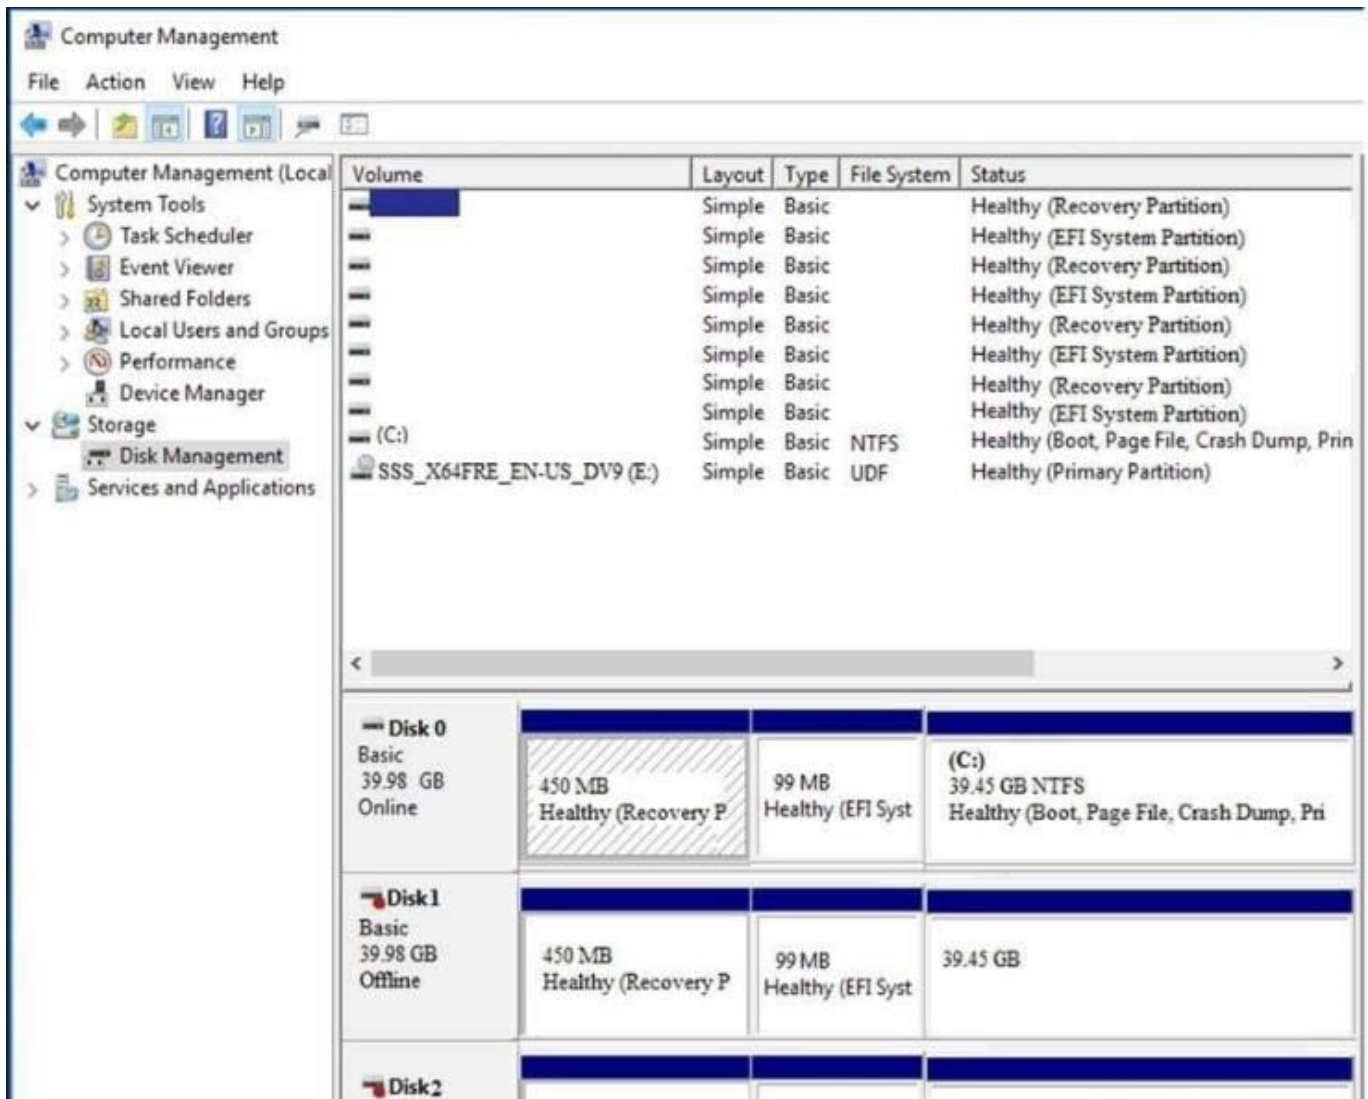 Computer Management
File Action View Help
Computer Management (Local
System Tools
Task Scheduler
Event Viewer
Shared Folders
Local Users and Groups
Performance
Device Manager
Storage
Disk Management
Services and Applications
Volume Layout Type File System Status
Simple Basic Healthy (Recovery Partition)
Simple Basic Healthy (EFI System Partition)
Simple Basic Healthy (Recovery Partition)
Simple Basic Healthy (EFI System Partition)
Simple Basic Healthy (Recovery Partition)
Simple Basic Healthy (EFI System Partition)
Simple Basic Healthy (Recovery Partition)
Simple Basic Healthy (EFI System Partition)
(C:) Simple Basic NTFS Healthy (Boot, Page File, Crash Dump, Prin
SSS_X64FRE_EN-US_DV9 (E:) Simple Basic UDF Healthy (Primary Partition)
Disk 0
Basic
39.98 GB
Online
450 MB
Healthy (Recovery P
99 MB
Healthy (EFI Syst
(C:)
39.45 GB NTFS
Healthy (Boot, Page File, Crash Dump, Pri
Disk1
Basic
39.98 GB
Offline
450 MB
Healthy (Recovery P
99 MB
Healthy (EFI Syst
39.45 GB
Disk2